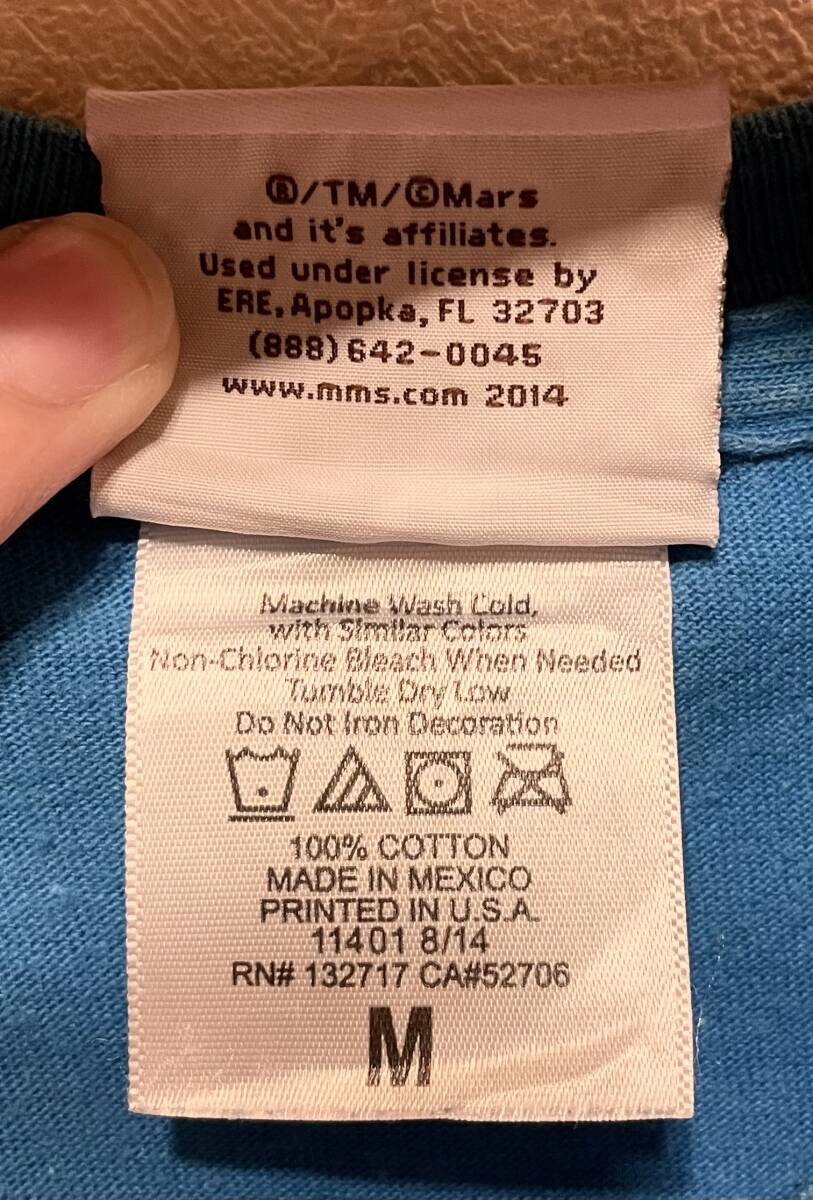 ®/TM/©Mars
and it's affiliates.
Used under license by
ERE, Apopka, FL 32703
(888) 642-0045
www.mms.com 2014
Machine Wash Cold,
with Similar Colors
Non-Chlorine Bleach When Needed
Tumble Dry Low
Do Not Iron Decoration
100% COTTON
MADE IN MEXICO
PRINTED IN U.S.A.
11401 8/14
RN# 132717 CA#52706
M